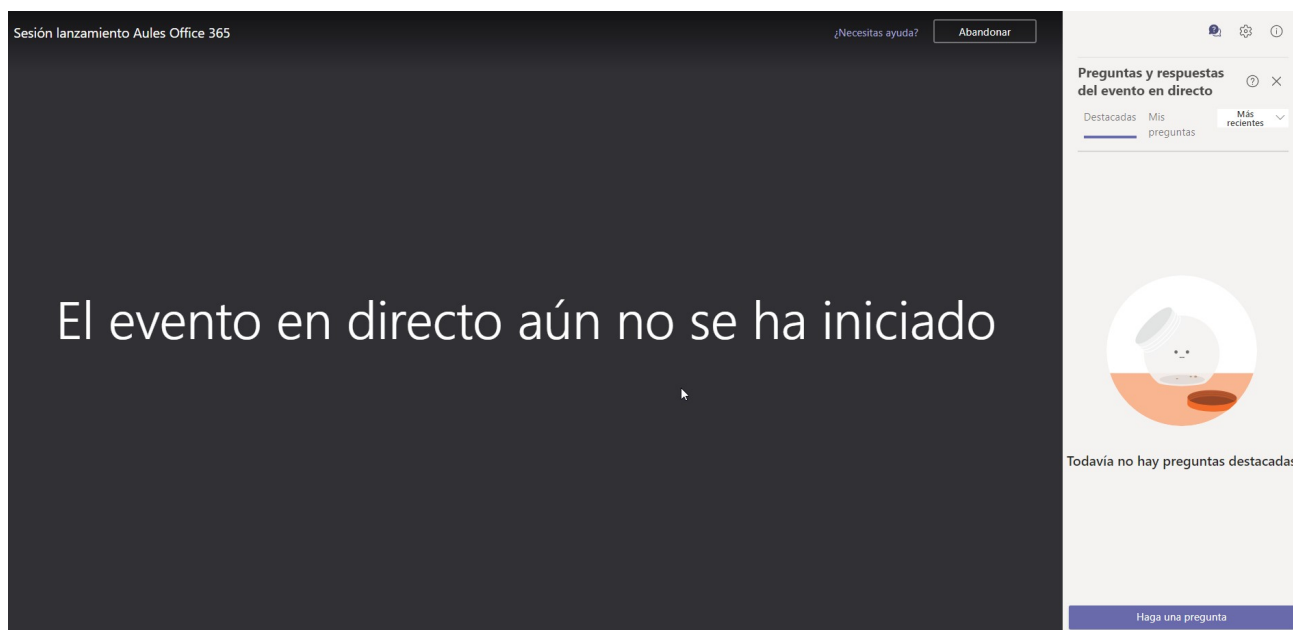 Sesión lanzamiento Aules Office 365
¿Necesitas ayuda?
Abandonar
El evento en directo aún no se ha iniciado
Preguntas y respuestas
del evento en directo
Destacadas
Mis
preguntas
Más
recientes
Todavía no hay preguntas destacadas
Haga una pregunta